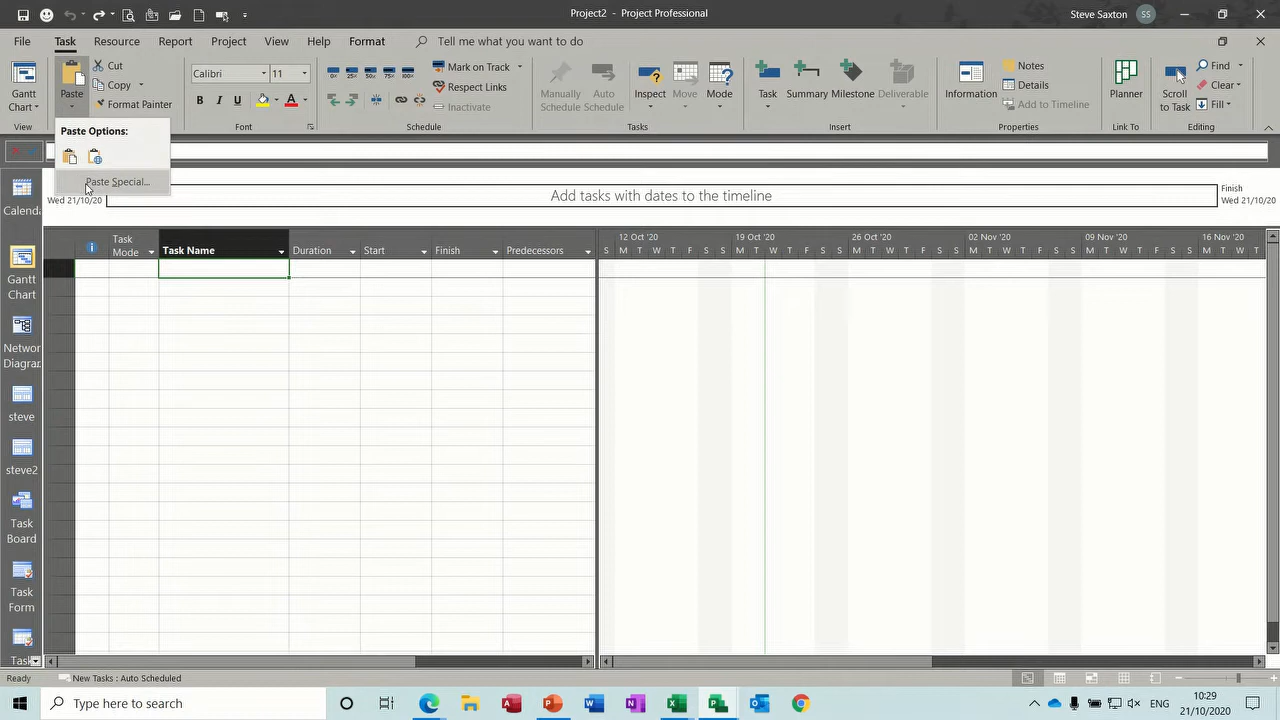 Project2 - Project Professional
Steve Saxton SS
File Task Resource Report Project View Help Format Tell me what you want to do
Gantt Chart
View
Paste
Cut
Copy
Format Painter
Calibri 11
B I U A
Font
0% 25% 50% 75% 100%
Mark on Track
Respect Links
Inactivate
Schedule
Manually Schedule
Auto Schedule
Inspect
Move
Mode
Tasks
Task
Summary
Milestone
Deliverable
Insert
Information
Notes
Details
Add to Timeline
Properties
Planner
Link To
Scroll to Task
Find
Clear
Fill
Editing
Paste Options:
Paste Special...
Wed 21/10/20
Add tasks with dates to the timeline
Finish
Wed 21/10/20
Task Mode
Task Name
Duration
Start
Finish
Predecessors
12 Oct '20 19 Oct '20 26 Oct '20 02 Nov '20 09 Nov '20 16 Nov '20
S M T W T F S S M T W T F S S M T W T F S S M T W T F S S M T W T F S S M T W T
Calenda
Gantt Chart
Network Diagram
steve
steve2
Task Board
Task Form
Task
Ready New Tasks : Auto Scheduled
Type here to search
ENG
10:29
21/10/2020